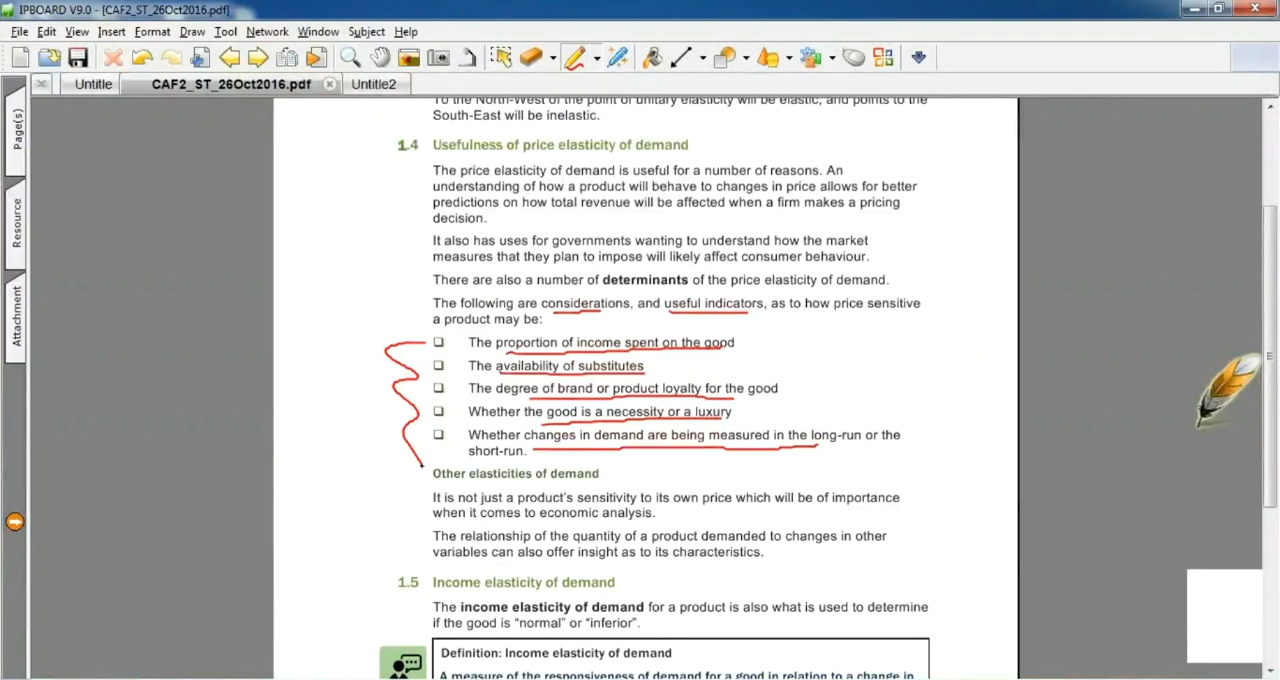 IPBOARD V9.0 - [CAF2_ST_26Oct2016.pdf]
File Edit View Insert Format Draw Tool Network Window Subject Help
Untitle CAF2_ST_26Oct2016.pdf Untitle2
Page(s)
Resource
Attachment
To the North-West of the point of unitary elasticity will be elastic, and points to the
South-East will be inelastic.
1.4 Usefulness of price elasticity of demand
The price elasticity of demand is useful for a number of reasons. An
understanding of how a product will behave to changes in price allows for better
predictions on how total revenue will be affected when a firm makes a pricing
decision.
It also has uses for governments wanting to understand how the market
measures that they plan to impose will likely affect consumer behaviour.
There are also a number of determinants of the price elasticity of demand.
The following are considerations, and useful indicators, as to how price sensitive
a product may be:
❑ The proportion of income spent on the good
❑ The availability of substitutes
❑ The degree of brand or product loyalty for the good
❑ Whether the good is a necessity or a luxury
❑ Whether changes in demand are being measured in the long-run or the
short-run.
Other elasticities of demand
It is not just a product's sensitivity to its own price which will be of importance
when it comes to economic analysis.
The relationship of the quantity of a product demanded to changes in other
variables can also offer insight as to its characteristics.
1.5 Income elasticity of demand
The income elasticity of demand for a product is also what is used to determine
if the good is “normal” or “inferior”.
Definition: Income elasticity of demand
A measure of the responsiveness of demand for a good in relation to a change in